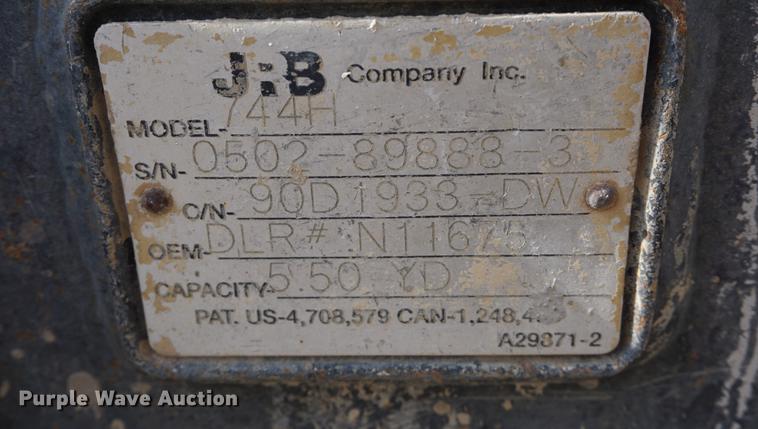 JRB Company Inc.
MODEL- 744H
S/N- 0502-89888-3
C/N- 90D1933-DW
OEM- DLR# N11675
CAPACITY- 5.50 YD
PAT. US-4,708,579 CAN-1,248,4
A29871-2
Purple Wave Auction